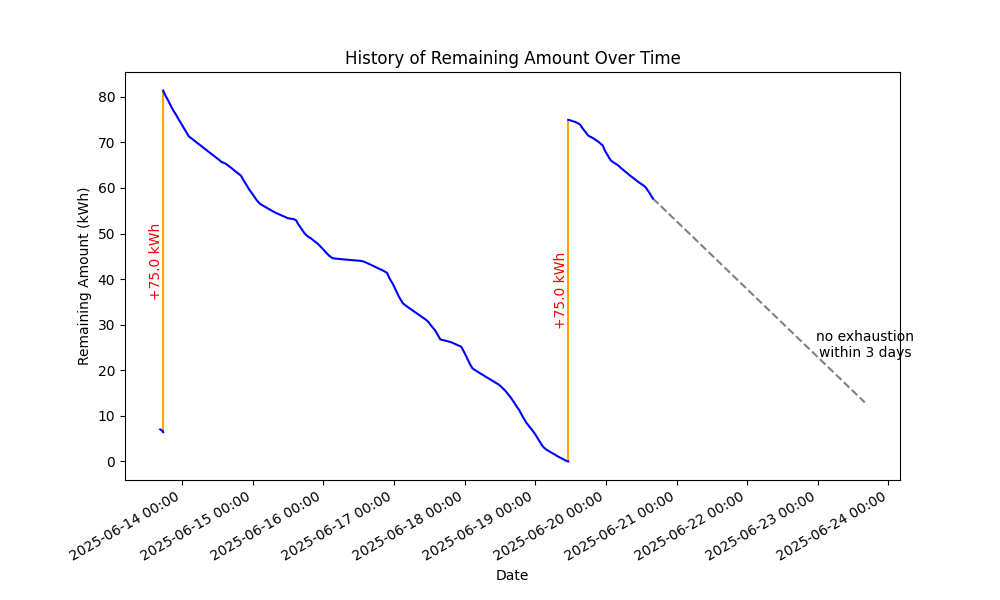 History of Remaining Amount Over Time
Remaining Amount (kWh)
80
70
60
50
40
30
20
10
0
+75.0 kWh
+75.0 kWh
no exhaustion
within 3 days
2025-06-14 00:00
2025-06-15 00:00
2025-06-16 00:00
2025-06-17 00:00
2025-06-18 00:00
2025-06-19 00:00
2025-06-20 00:00
2025-06-21 00:00
2025-06-22 00:00
2025-06-23 00:00
2025-06-24 00:00
Date